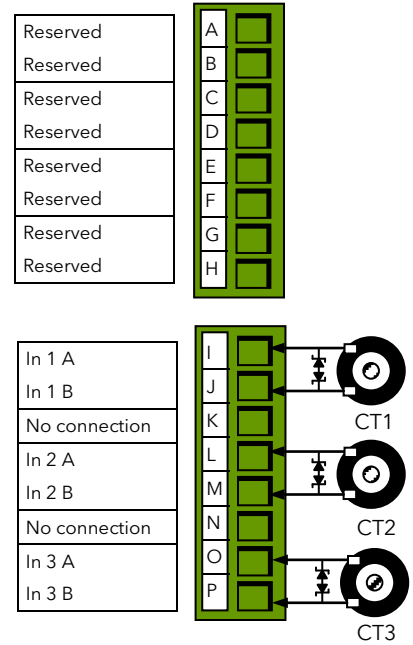 Reserved A
Reserved B
Reserved C
Reserved D
Reserved E
Reserved F
Reserved G
Reserved H
In 1 A I
In 1 B J
No connection K
CT1
In 2 A L
In 2 B M
No connection N
CT2
In 3 A O
In 3 B P
CT3